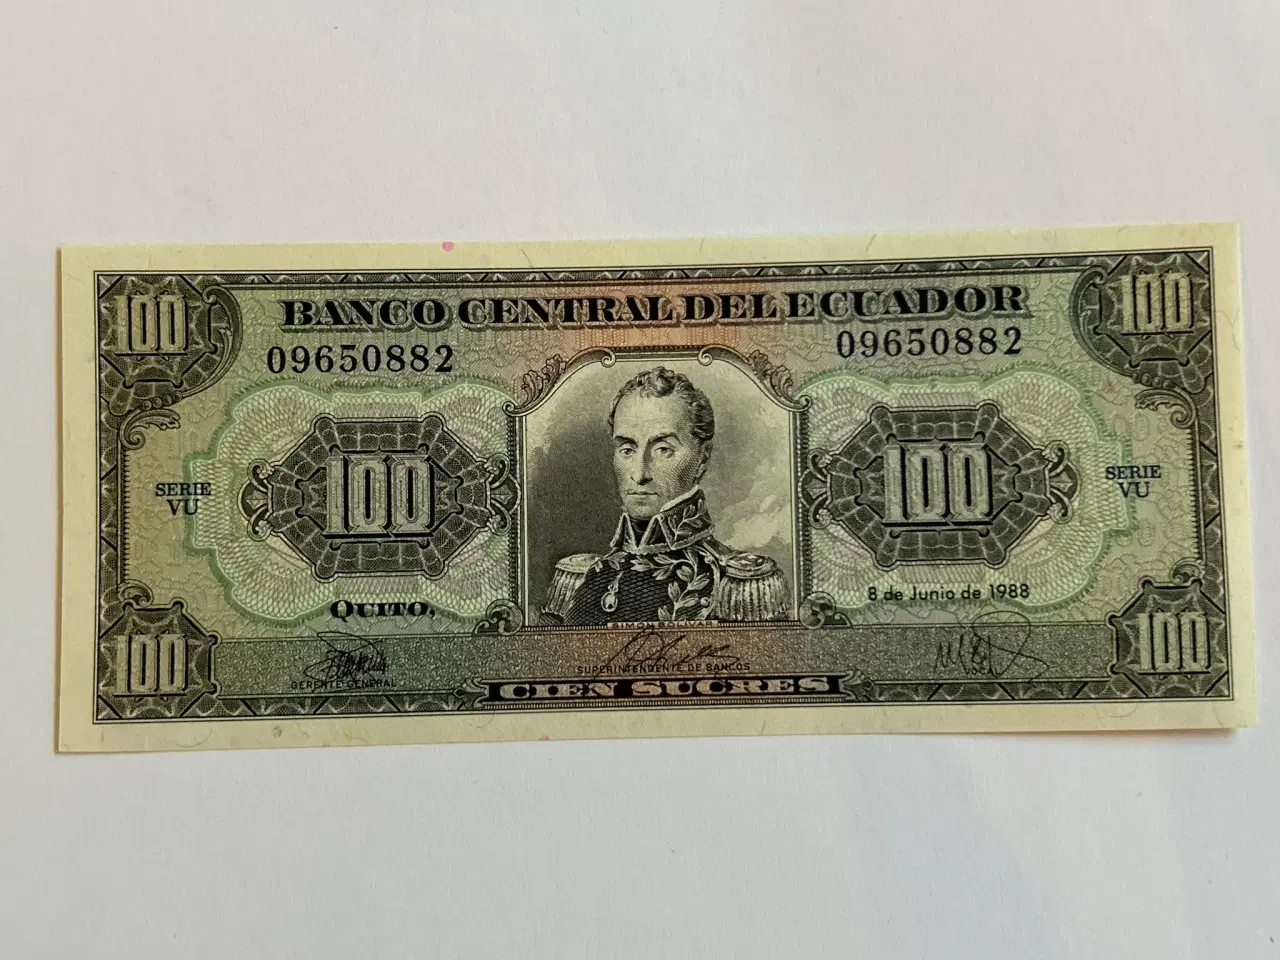 100 100
BANCO CENTRAL DEL ECUADOR
09650882 09650882
100 100
SERIE VU SERIE VU
8 de Junio de 1988
QUITO,
SIMON BOLIVAR
100 100
GERENTE GENERAL SUPERINTENDENTE DE BANCOS VOCAL
CIEN SUCRES